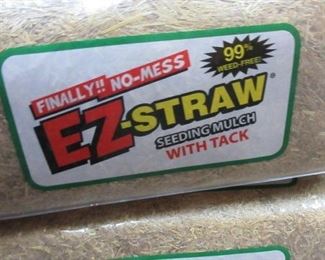 FINALLY!! NO-MESS
99%
WEED-FREE!
EZ-STRAW®
SEEDING MULCH
WITH TACK